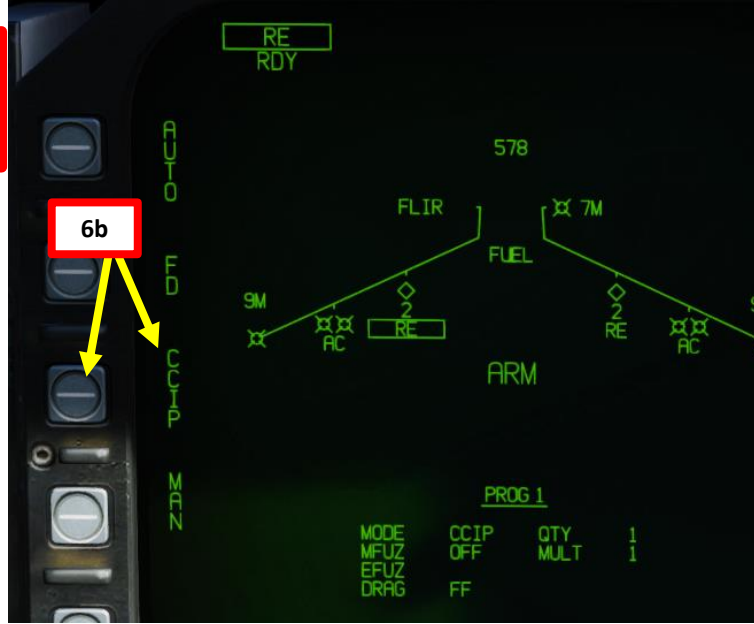 RE
RDY
AUTO
578
6b
FLIR
7M
FD
FUEL
9M
2
2
AC
RE
RE
AC
CCIP
ARM
MAN
PROG 1
MODE CCIP QTY 1
MFUZ OFF MULT 1
EFUZ
DRAG FF